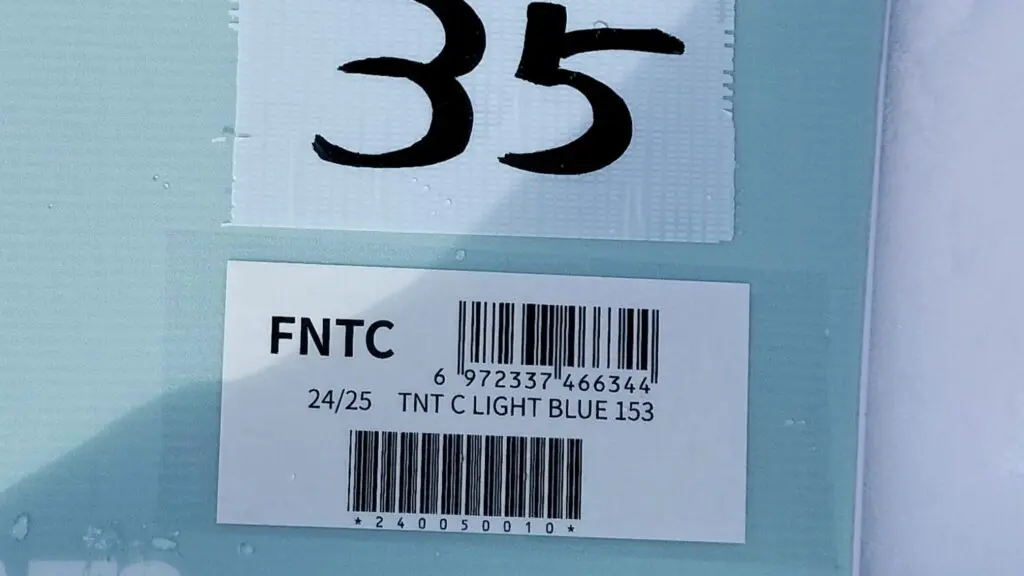 35
FNTC
6 972337 466344
24/25 TNT C LIGHT BLUE 153
*240050010*